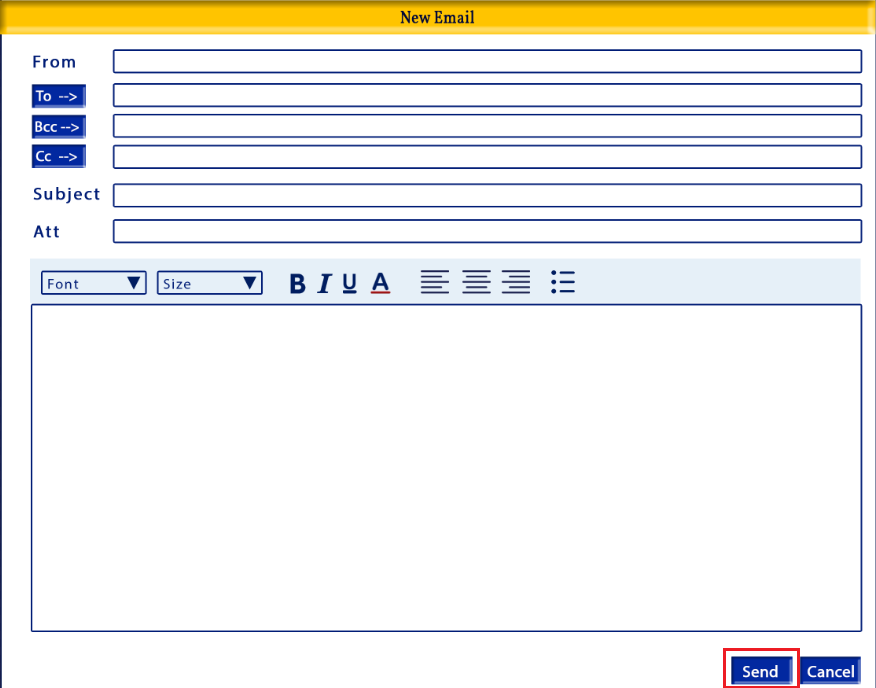 New Email
From
To -->
Bcc -->
Cc -->
Subject
Att
Font ▼ Size ▼ B I U A
Send Cancel